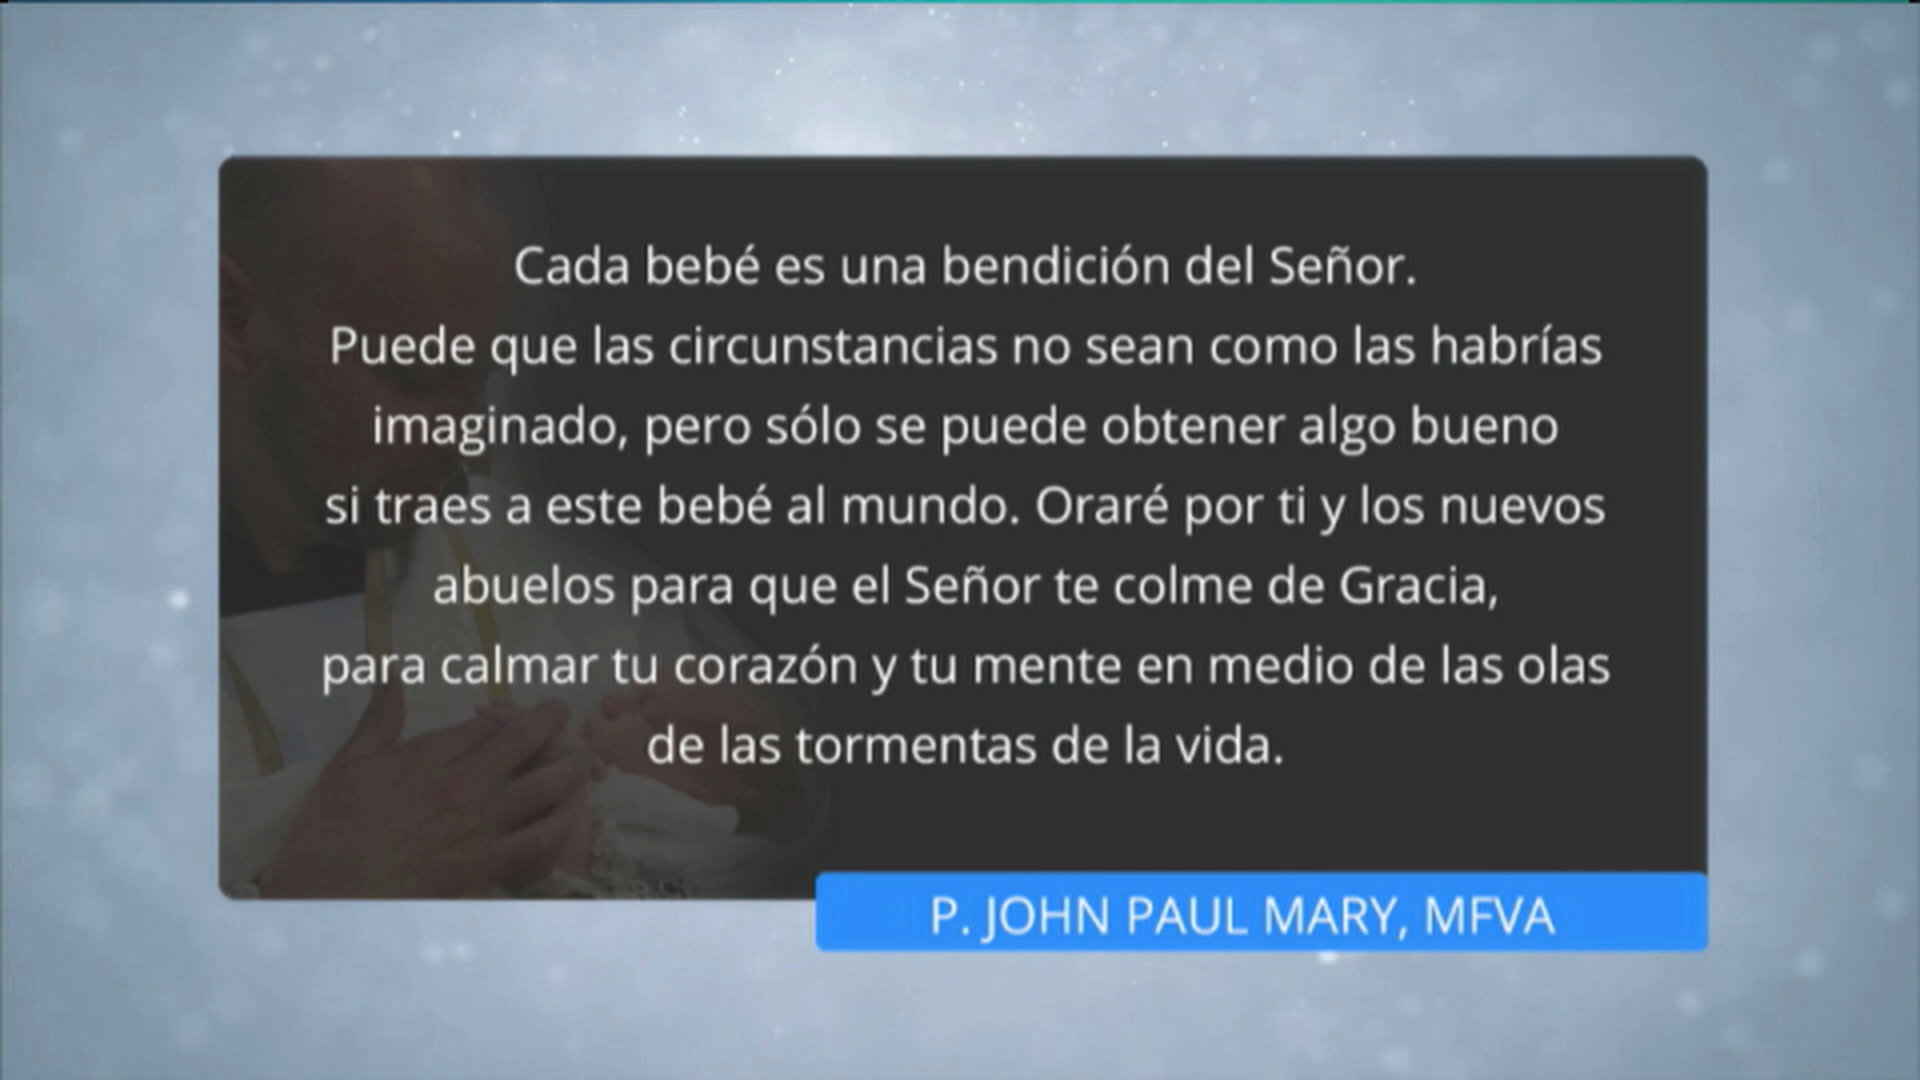 Cada bebé es una bendición del Señor.
Puede que las circunstancias no sean como las habrías
imaginado, pero sólo se puede obtener algo bueno
si traes a este bebé al mundo. Oraré por ti y los nuevos
abuelos para que el Señor te colme de Gracia,
para calmar tu corazón y tu mente en medio de las olas
de las tormentas de la vida.
P. JOHN PAUL MARY, MFVA